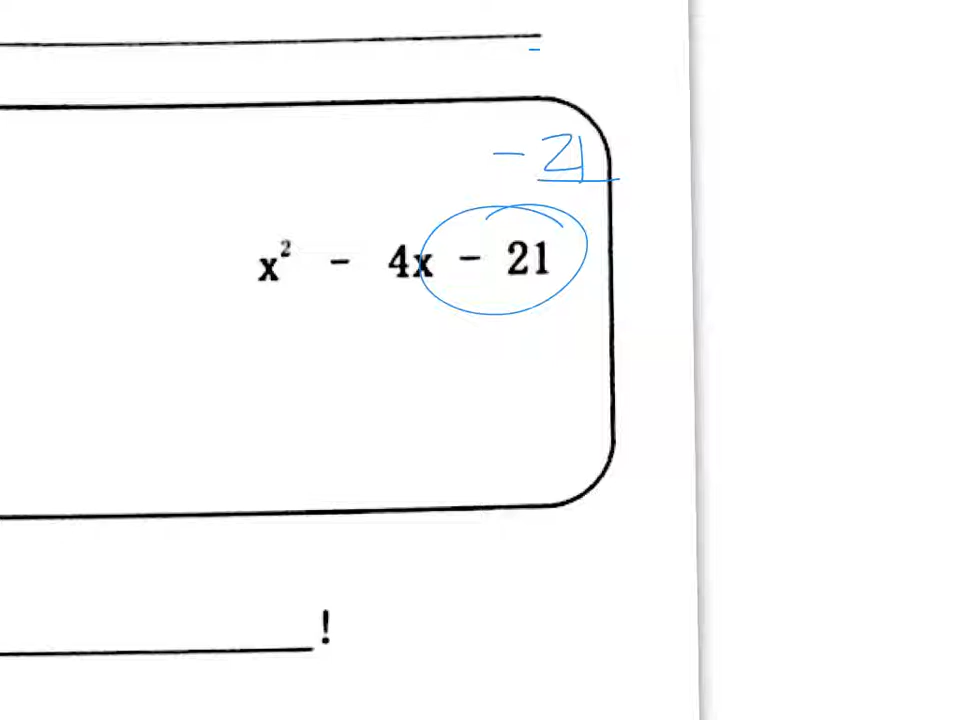 - 21
x² - 4x - 21
!